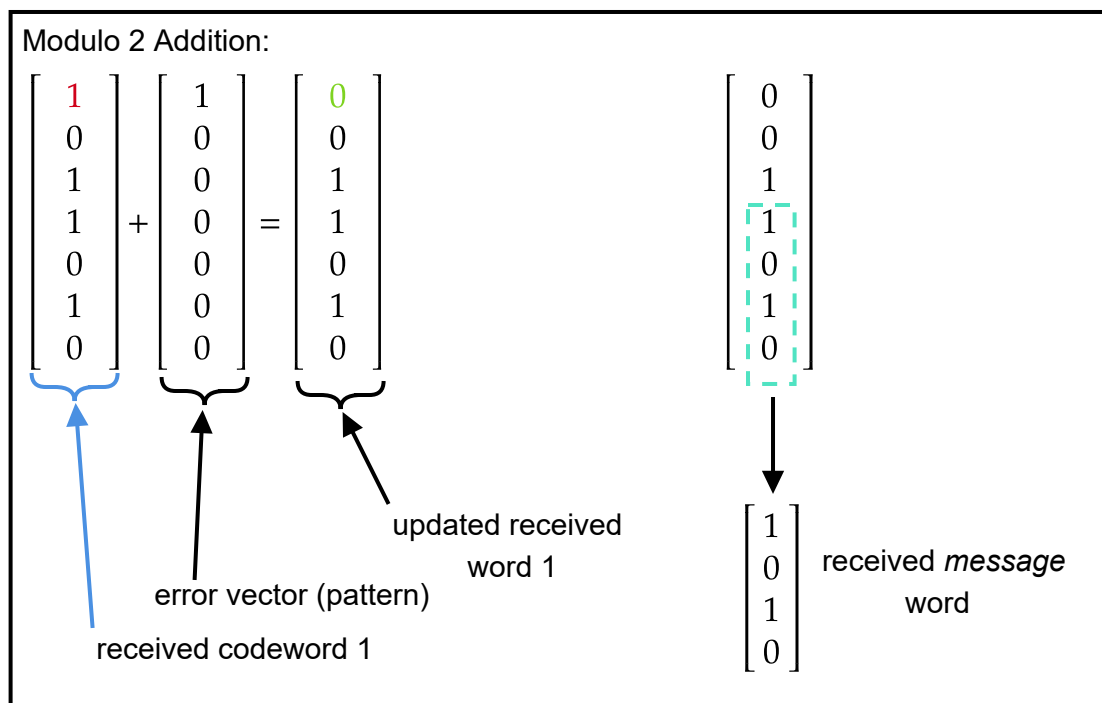 Modulo 2 Addition:
1 1 0 0
0 0 0 0
1 0 1 1
1 + 0 = 1 1
0 0 0 0
1 0 1 1
0 0 0 0
updated received
word 1
error vector (pattern)
received codeword 1
1
0
1
0
received message
word